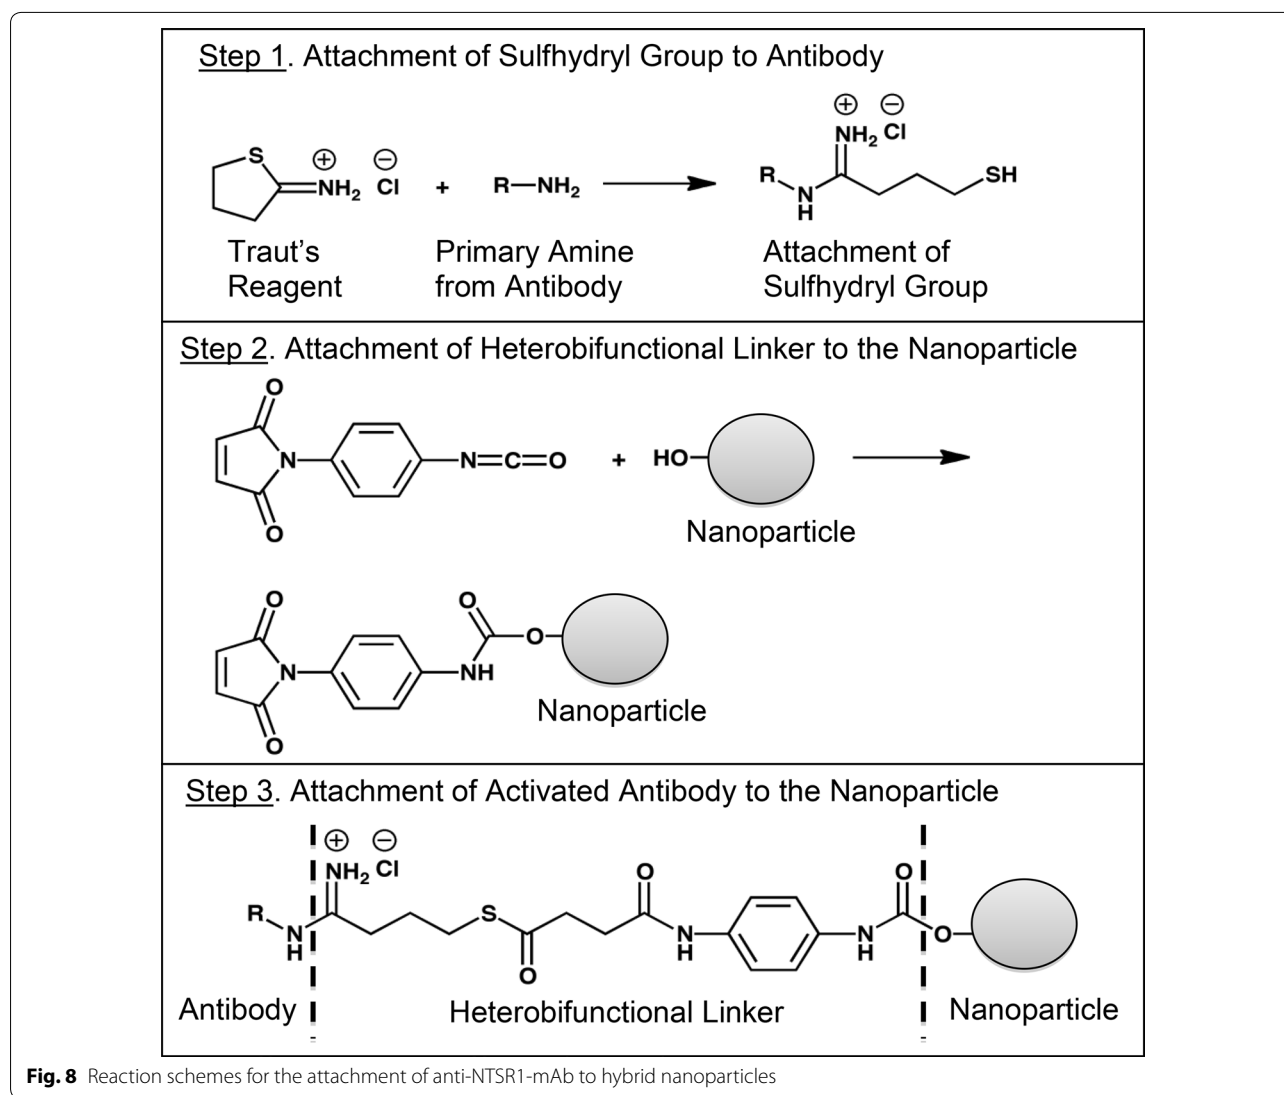 Step 1. Attachment of Sulfhydryl Group to Antibody
S
⊕ ⊖
NH2 Cl
+
R—NH2
⊕ ⊖
NH2 Cl
R
N
H
SH
Traut’s
Reagent
Primary Amine
from Antibody
Attachment of
Sulfhydryl Group
Step 2. Attachment of Heterobifunctional Linker to the Nanoparticle
O
N
O
N=C=O
+
HO
Nanoparticle
O
N
O
NH
O
O
Nanoparticle
Step 3. Attachment of Activated Antibody to the Nanoparticle
⊕ ⊖
NH2 Cl
R
N
H
S
O
O
N
H
N
H
O
O
Antibody
Heterobifunctional Linker
Nanoparticle
Fig. 8 Reaction schemes for the attachment of anti-NTSR1-mAb to hybrid nanoparticles